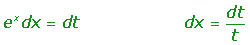 eˣdx = dt    dx = dt/t